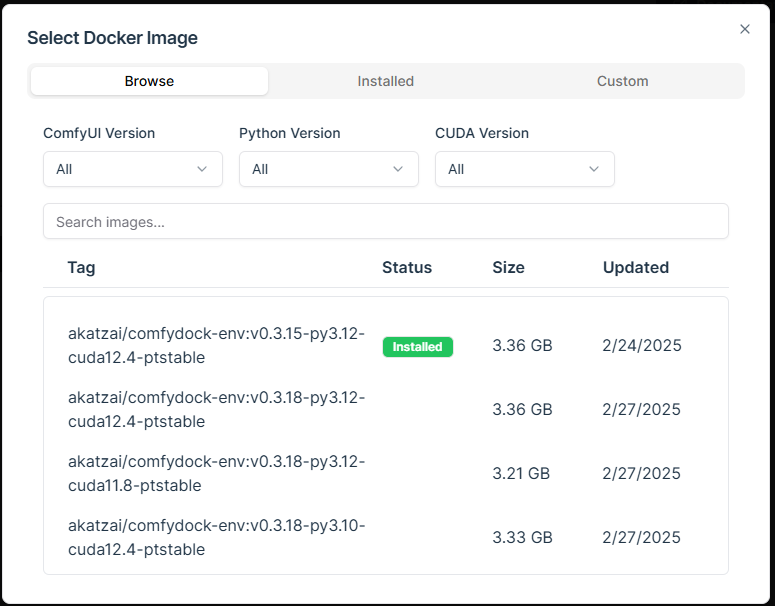 Select Docker Image
Browse Installed Custom
ComfyUI Version Python Version CUDA Version
All All All
Search images...
Tag Status Size Updated
akatzai/comfydock-env:v0.3.15-py3.12-
cuda12.4-ptstable
Installed 3.36 GB 2/24/2025
akatzai/comfydock-env:v0.3.18-py3.12-
cuda12.4-ptstable
3.36 GB 2/27/2025
akatzai/comfydock-env:v0.3.18-py3.12-
cuda11.8-ptstable
3.21 GB 2/27/2025
akatzai/comfydock-env:v0.3.18-py3.10-
cuda12.4-ptstable
3.33 GB 2/27/2025